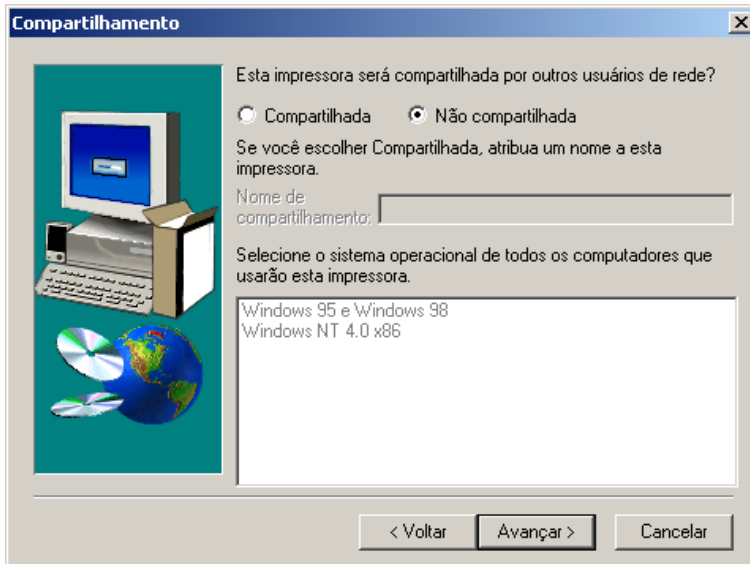 Compartilhamento
Esta impressora será compartilhada por outros usuários de rede?
Compartilhada Não compartilhada
Se você escolher Compartilhada, atribua um nome a esta
impressora.
Nome de
compartilhamento:
Selecione o sistema operacional de todos os computadores que
usarão esta impressora.
Windows 95 e Windows 98
Windows NT 4.0 x86
< Voltar Avançar > Cancelar